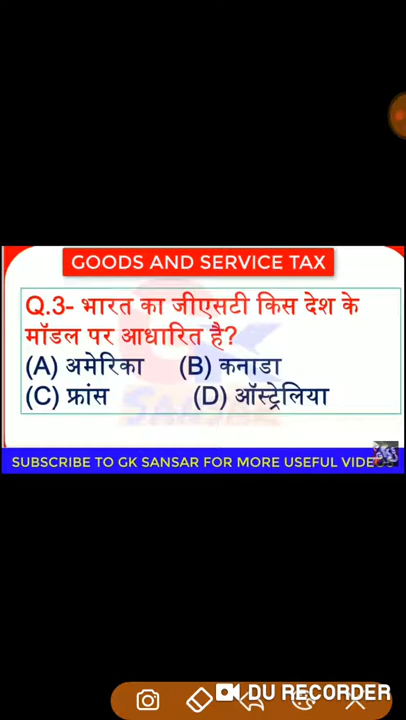 GOODS AND SERVICE TAX
Q.3- भारत का जीएसटी किस देश के
मॉडल पर आधारित है?
(A) अमेरिका (B) कनाडा
(C) फ्रांस (D) ऑस्ट्रेलिया
SANSAR
SUBSCRIBE TO GK SANSAR FOR MORE USEFUL VIDE
DU RECORDER